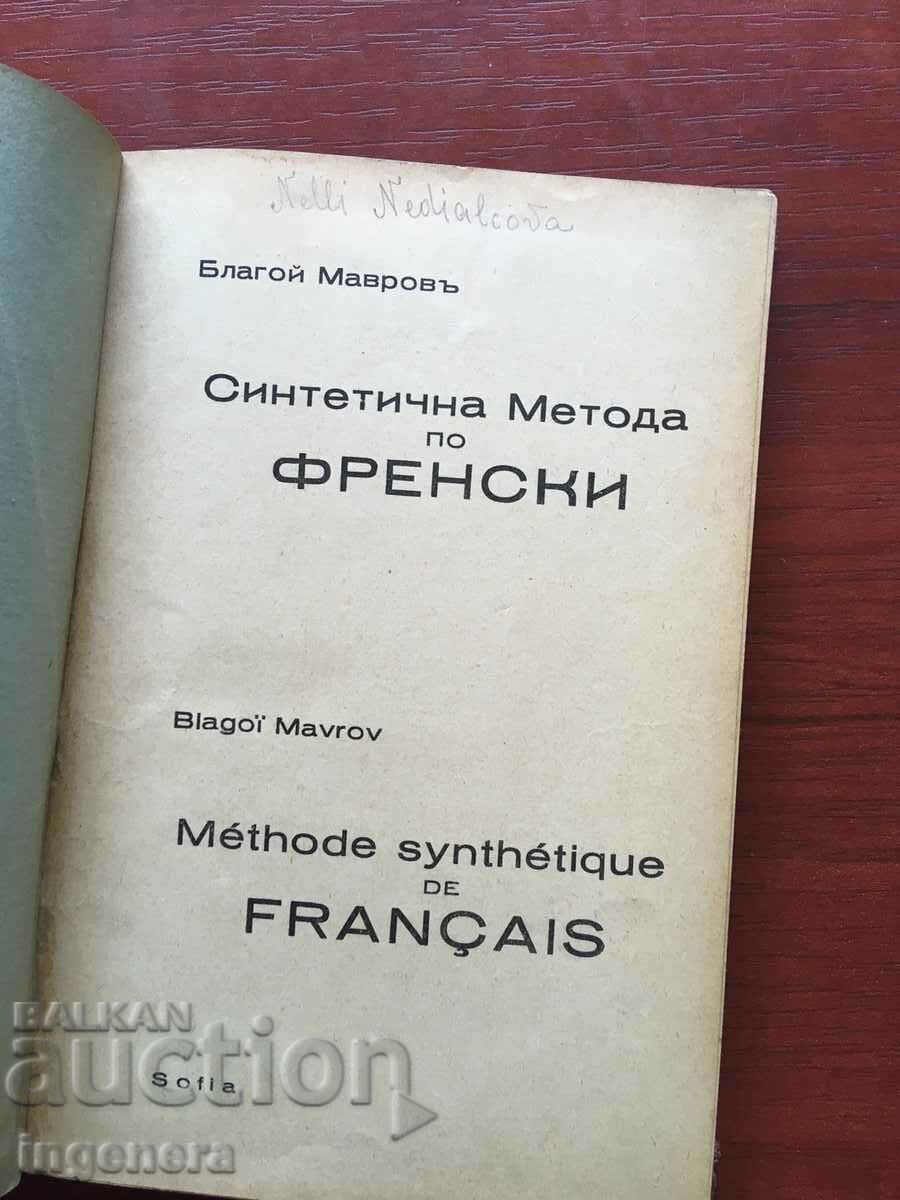 Nelli Nedialcova
Благой Мавровъ
Синтетична Метода
по
ФРЕНСКИ
Blagoï Mavrov
Méthode synthétique
DE
FRANÇAIS
Sofia
BALKAN
auction
ingenera